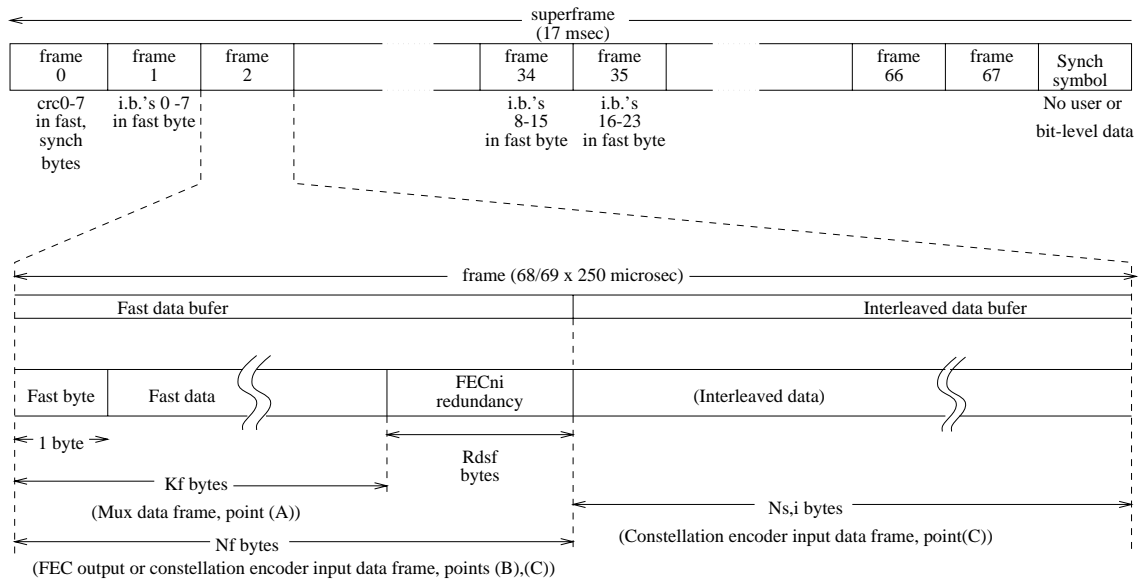 superframe
(17 msec)
frame
0
frame
1
frame
2
frame
34
frame
35
frame
66
frame
67
Synch
symbol
crc0-7
in fast,
synch
bytes
i.b.'s 0 -7
in fast byte
i.b.'s
8-15
in fast byte
i.b.'s
16-23
in fast byte
No user or
bit-level data
frame (68/69 x 250 microsec)
Fast data bufer
Interleaved data bufer
Fast byte
Fast data
FECni
redundancy
(Interleaved data)
1 byte
Rdsf
bytes
Kf bytes
(Mux data frame, point (A))
Ns,i bytes
(Constellation encoder input data frame, point(C))
Nf bytes
(FEC output or constellation encoder input data frame, points (B),(C))